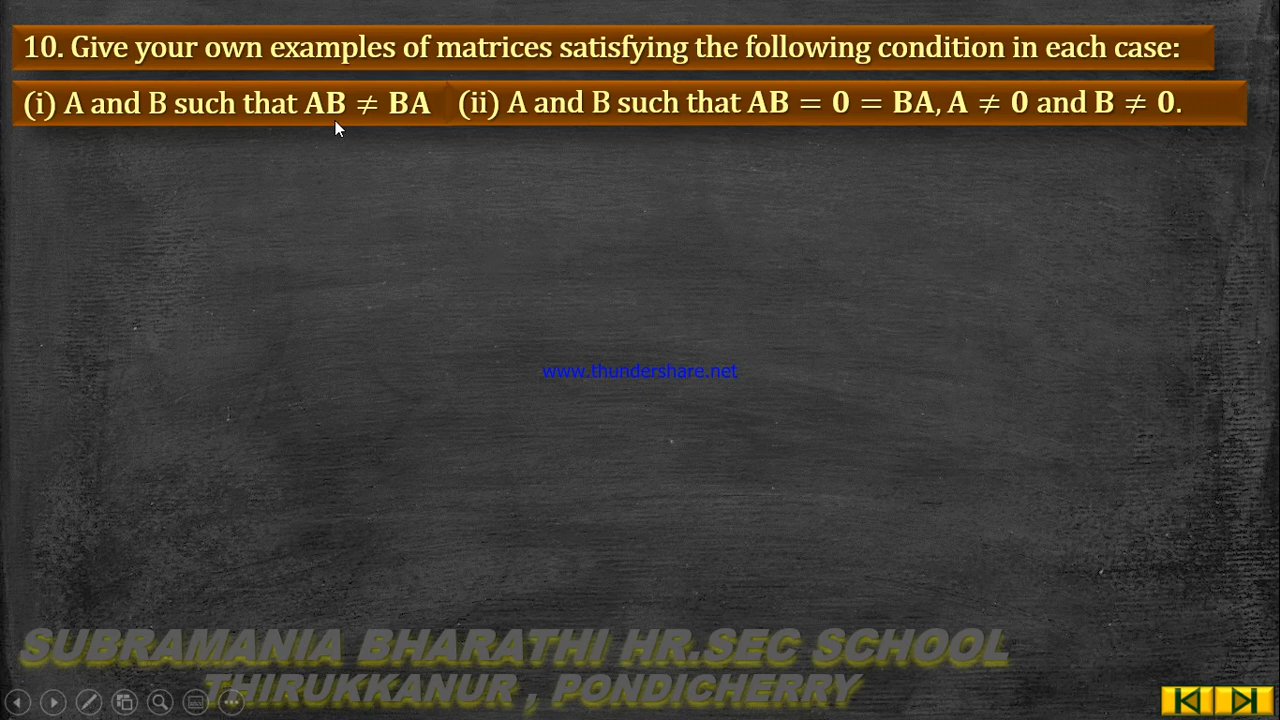 10. Give your own examples of matrices satisfying the following condition in each case:
(i) A and B such that AB ≠ BA (ii) A and B such that AB = 0 = BA, A ≠ 0 and B ≠ 0.
www.thundershare.net
SUBRAMANIA BHARATHI HR.SEC SCHOOL
THIRUKKANUR , PONDICHERRY